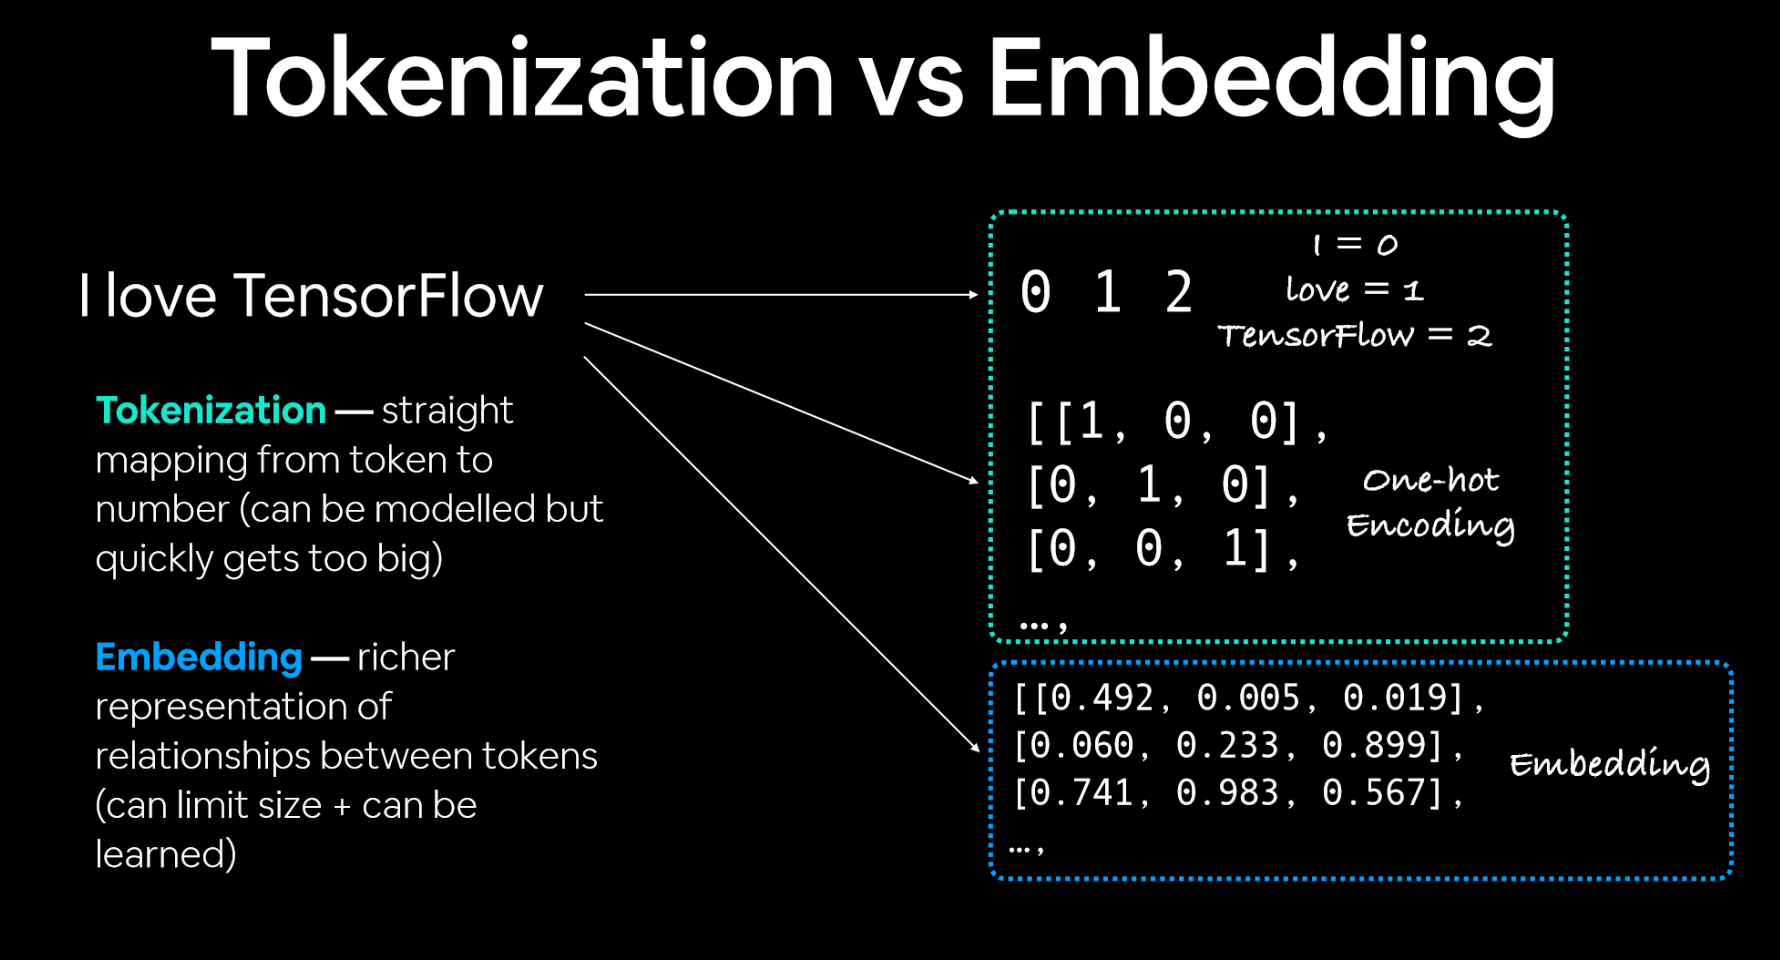 Tokenization vs Embedding
I love TensorFlow
Tokenization — straight
mapping from token to
number (can be modelled but
quickly gets too big)
Embedding — richer
representation of
relationships between tokens
(can limit size + can be
learned)
0 1 2
I = 0
love = 1
TensorFlow = 2
[[1, 0, 0],
[0, 1, 0],
[0, 0, 1],
…,
One-hot
Encoding
[[0.492, 0.005, 0.019],
[0.060, 0.233, 0.899],
[0.741, 0.983, 0.567],
…,
Embedding